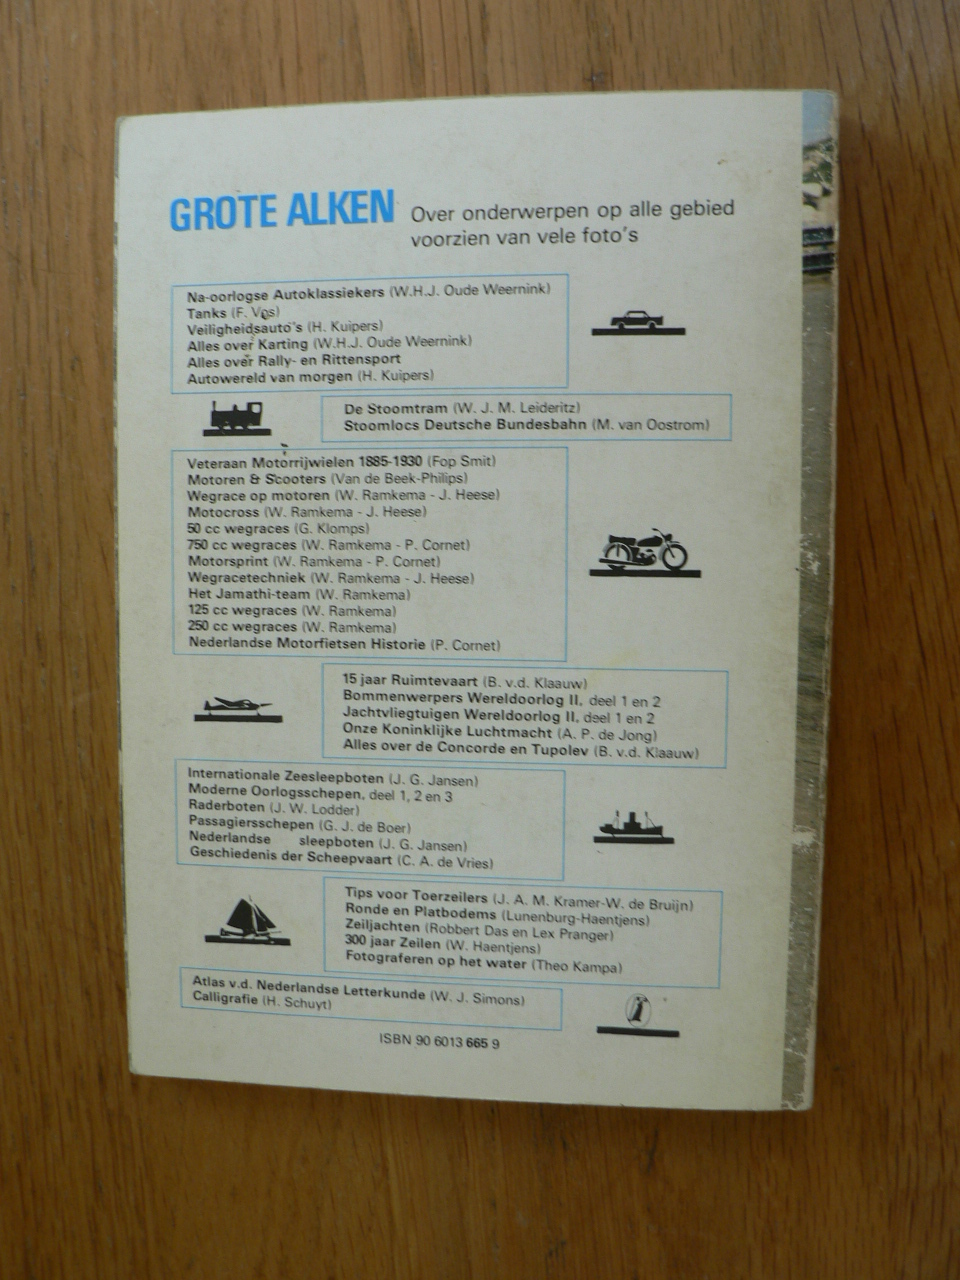 GROTE ALKEN
Over onderwerpen op alle gebied
voorzien van vele foto's
Na-oorlogse Autoklassiekers (W.H.J. Oude Weernink)
Tanks (F. Vos)
Veiligheidsauto's (H. Kuipers)
Alles over Karting (W.H.J. Oude Weernink)
Alles over Rally- en Rittensport
Autowereld van morgen (H. Kuipers)
De Stoomtram (W. J. M. Leideritz)
Stoomlocs Deutsche Bundesbahn (M. van Oostrom)
Veteraan Motorrijwielen 1885-1930 (Fop Smit)
Motoren & Scooters (Van de Beek-Philips)
Wegrace op motoren (W. Ramkema - J. Heese)
Motocross (W. Ramkema - J. Heese)
50 cc wegraces (G. Klomps)
750 cc wegraces (W. Ramkema - P. Cornet)
Motorsprint (W. Ramkema - P. Cornet)
Wegracetechniek (W. Ramkema - J. Heese)
Het Jamathi-team (W. Ramkema)
125 cc wegraces (W. Ramkema)
250 cc wegraces (W. Ramkema)
Nederlandse Motorfietsen Historie (P. Cornet)
15 jaar Ruimtevaart (B. v.d. Klaauw)
Bommenwerpers Wereldoorlog II, deel 1 en 2
Jachtvliegtuigen Wereldoorlog II, deel 1 en 2
Onze Koninklijke Luchtmacht (A. P. de Jong)
Alles over de Concorde en Tupolev (B. v.d. Klaauw)
Internationale Zeesleepboten (J. G. Jansen)
Moderne Oorlogsschepen, deel 1, 2 en 3
Raderboten (J. W. Lodder)
Passagiersschepen (G. J. de Boer)
Nederlandse sleepboten (J. G. Jansen)
Geschiedenis der Scheepvaart (C. A. de Vries)
Tips voor Toerzeilers (J. A. M. Kramer-W. de Bruijn)
Ronde en Platbodems (Lunenburg-Haentjens)
Zeiljachten (Robbert Das en Lex Pranger)
300 jaar Zeilen (W. Haentjens)
Fotograferen op het water (Theo Kampa)
Atlas v.d. Nederlandse Letterkunde (W. J. Simons)
Calligrafie (H. Schuyt)
ISBN 90 6013 665 9